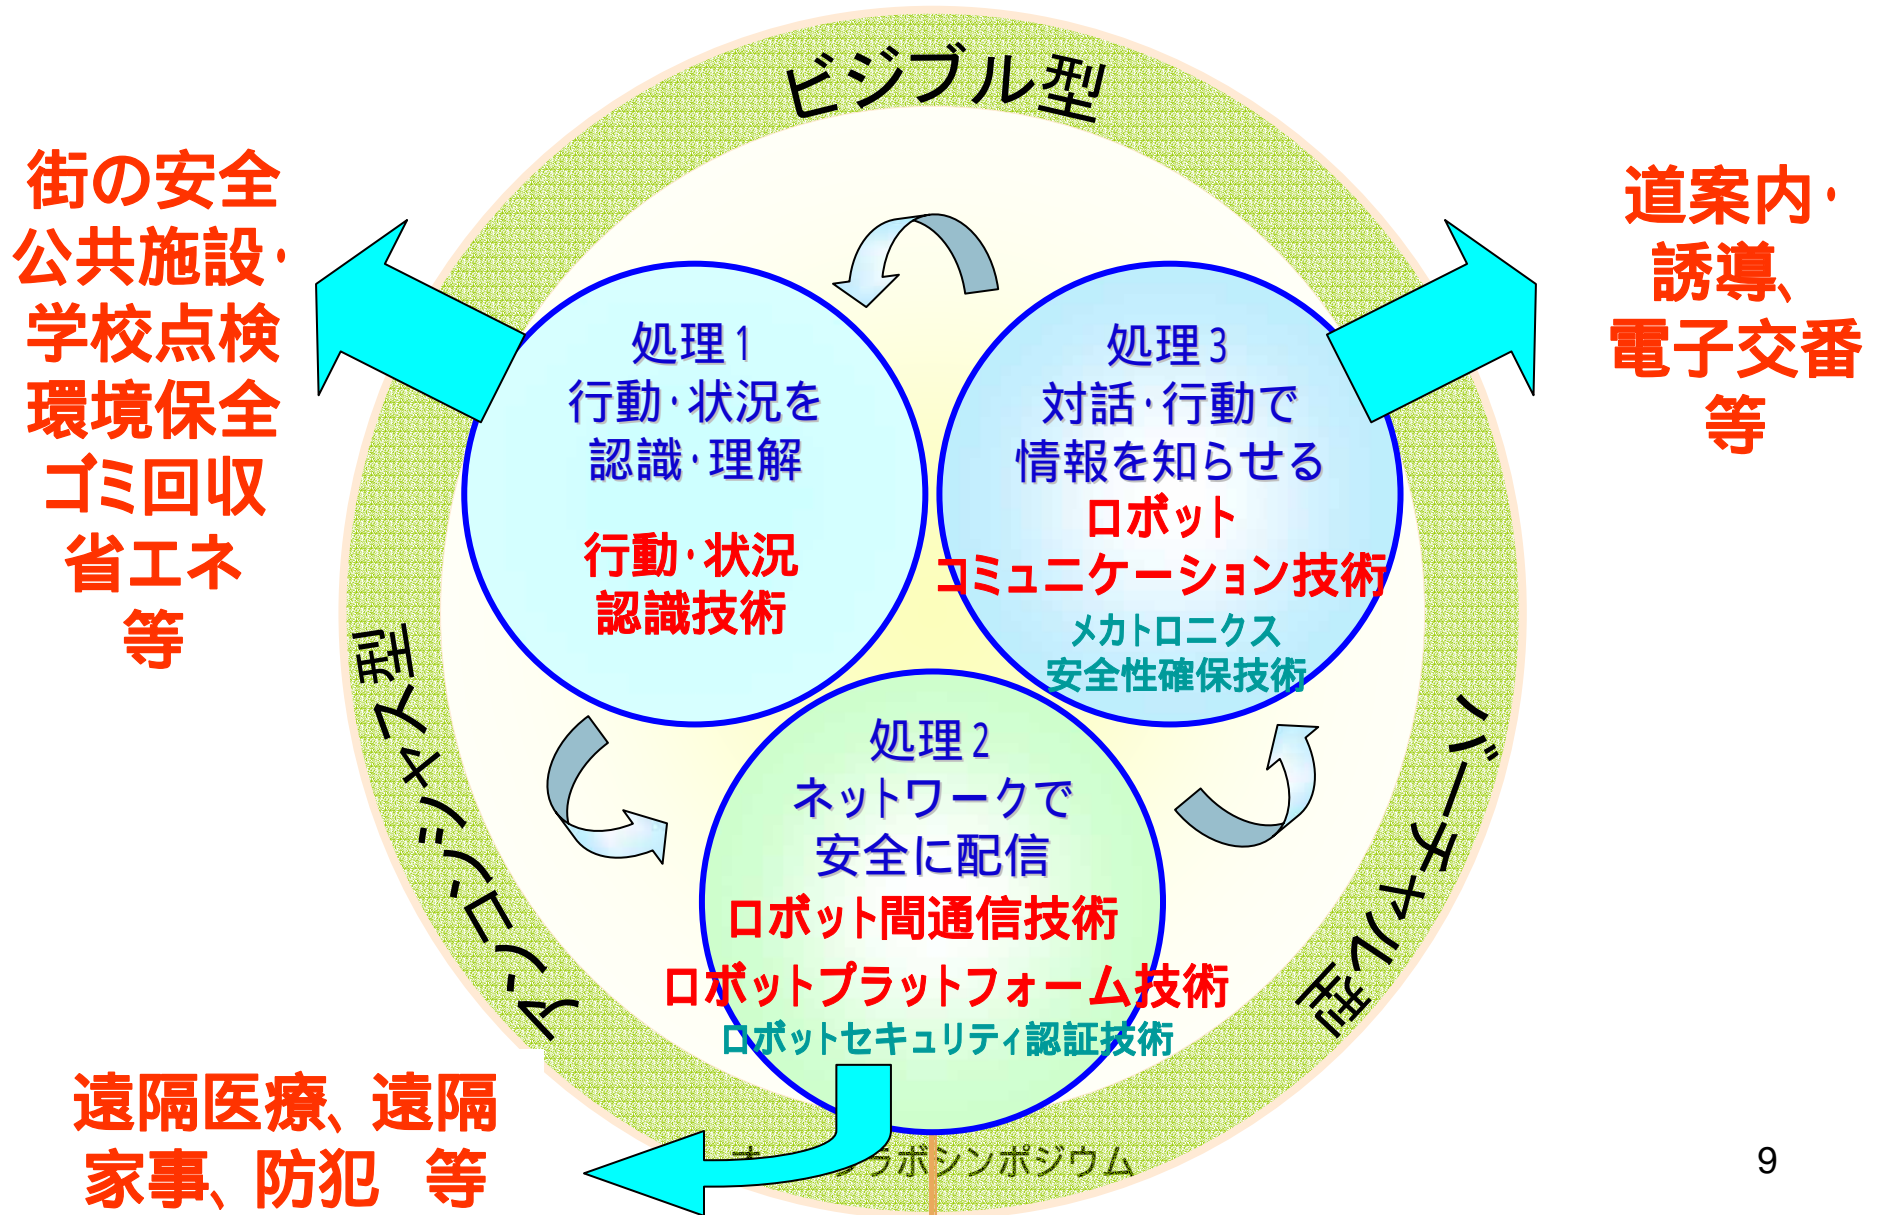 ビジブル型
街の安全
公共施設・
学校点検
環境保全
ゴミ回収
省エネ
等
道案内・
誘導、
電子交番
等
処理1
行動・状況を
認識・理解
行動・状況
認識技術
処理3
対話・行動で
情報を知らせる
ロボット
コミュニケーション技術
メカトロニクス
安全性確保技術
処理2
ネットワークで
安全に配信
ロボット間通信技術
ロボットプラットフォーム技術
ロボットセキュリティ認証技術
アンコンシャス型
バーチャル型
遠隔医療、遠隔
家事、防犯 等
ラボシンポジウム
9